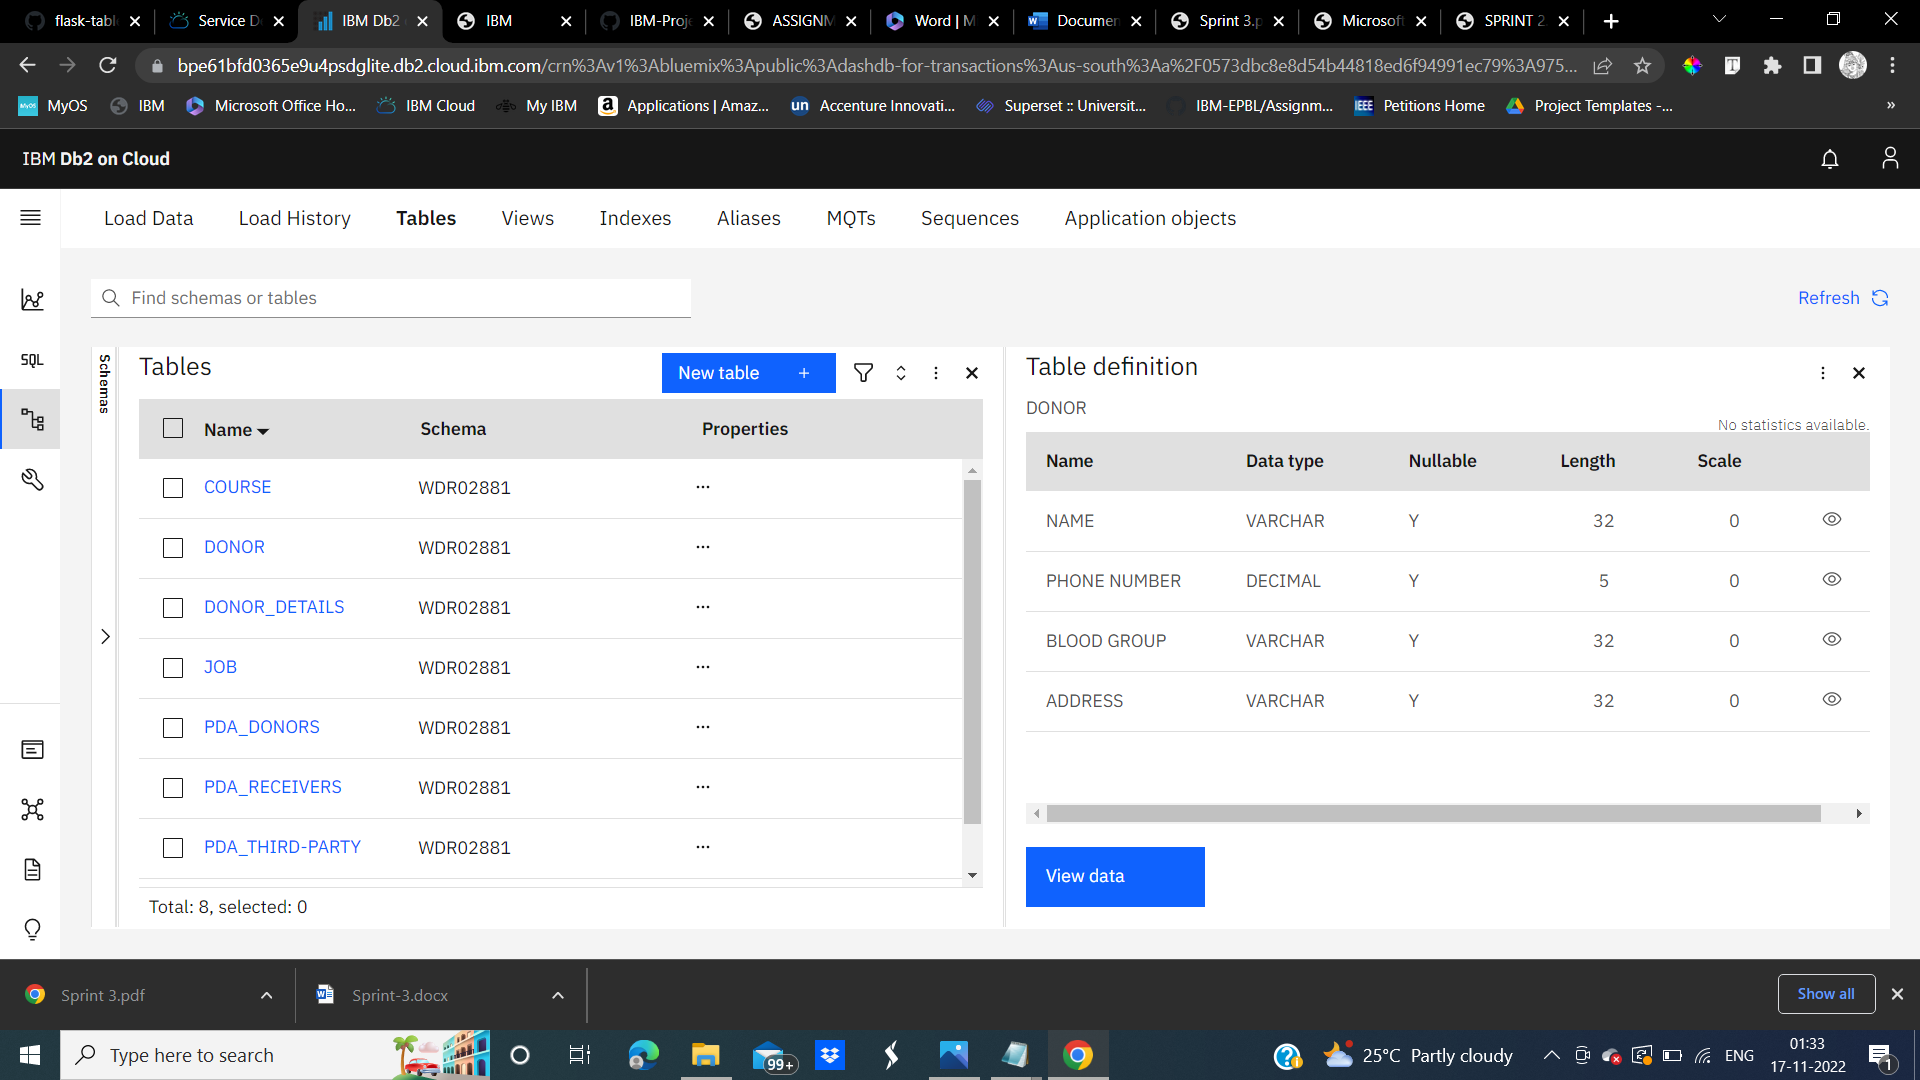 flask-tabl
Service De
IBM Db2
IBM
IBM-Proje
ASSIGNM
Word | M
Documen
Sprint 3.p
Microsoft
SPRINT 2
bpe61bfd0365e9u4psdglite.db2.cloud.ibm.com/crn%3Av1%3Abluemix%3Apublic%3Adashdb-for-transactions%3Aus-south%3Aa%2F0573dbc8e8d54b44818ed6f94991ec79%3A975...
MyOS
IBM
Microsoft Office Ho...
IBM Cloud
My IBM
Applications | Amaz...
Accenture Innovati...
Superset :: Universit...
IBM-EPBL/Assignm...
Petitions Home
Project Templates -...
»
IBM Db2 on Cloud
Load Data
Load History
Tables
Views
Indexes
Aliases
MQTs
Sequences
Application objects
Find schemas or tables
Refresh
SQL
Schemas
Tables
New table +
Name Schema Properties
COURSE WDR02881 ...
DONOR WDR02881 ...
DONOR_DETAILS WDR02881 ...
JOB WDR02881 ...
PDA_DONORS WDR02881 ...
PDA_RECEIVERS WDR02881 ...
PDA_THIRD-PARTY WDR02881 ...
Total: 8, selected: 0
Table definition
DONOR
No statistics available.
Name Data type Nullable Length Scale
NAME VARCHAR Y 32 0
PHONE NUMBER DECIMAL Y 5 0
BLOOD GROUP VARCHAR Y 32 0
ADDRESS VARCHAR Y 32 0
View data
Sprint 3.pdf
Sprint-3.docx
Show all
Type here to search
99+
25°C Partly cloudy
ENG
01:33
17-11-2022
1